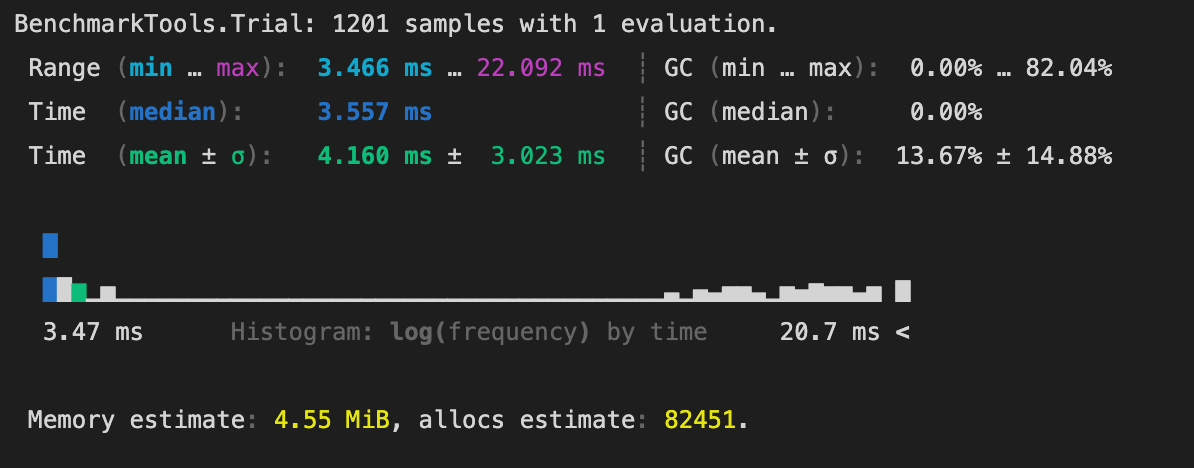 BenchmarkTools.Trial: 1201 samples with 1 evaluation.
Range (min … max): 3.466 ms … 22.092 ms ┊ GC (min … max): 0.00% … 82.04%
Time (median): 3.557 ms ┊ GC (median): 0.00%
Time (mean ± σ): 4.160 ms ± 3.023 ms ┊ GC (mean ± σ): 13.67% ± 14.88%
3.47 ms Histogram: log(frequency) by time 20.7 ms <
Memory estimate: 4.55 MiB, allocs estimate: 82451.